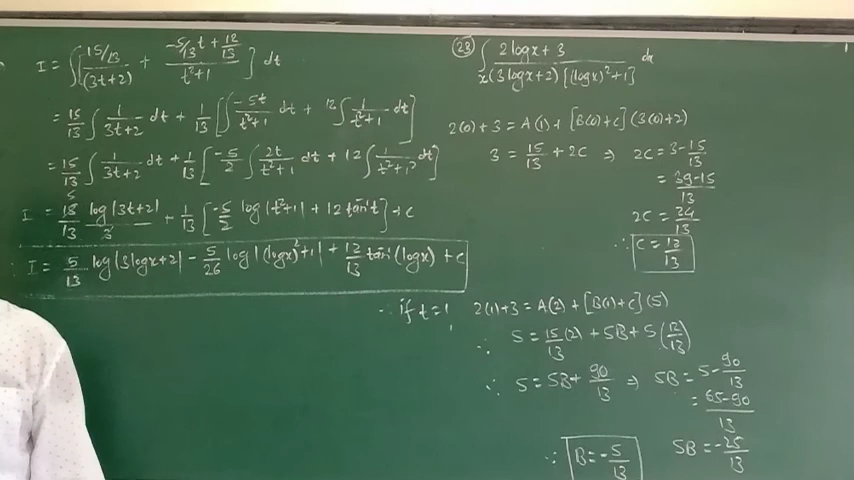 I = ∫[ (15/13)/(3t+2) + (-5/13 t + 12/13)/(t²+1) ] dt
= 15/13 ∫ 1/(3t+2) dt + 1/13 [ ∫ -5t/(t²+1) dt + 12 ∫ 1/(t²+1) dt ]
= 15/13 ∫ 1/(3t+2) dt + 1/13 [ -5/2 ∫ 2t/(t²+1) dt + 12 ∫ 1/(t²+1) dt ]
I = 15/13 log|3t+2|/3 + 1/13 [ -5/2 log|t²+1| + 12 tan⁻¹t ] + c
∴ I = 5/13 log|3logx+2| - 5/26 log|(logx)²+1| + 12/13 tan⁻¹(logx) + c
(23) ∫ (2logx+3)/(x(3logx+2)[(logx)²+1]) dx
2(0)+3 = A(1) + [B(0)+c](3(0)+2)
3 = 15/13 + 2C ⇒ 2C = 3-15/13
= (39-15)/13
2C = 24/13
∴ C = 12/13
∴ if t=1, 2(1)+3 = A(2) + [B(1)+c](5)
∴ 5 = 15/13 (2) + 5B + 5(12/13)
∴ 5 = 5B + 90/13 ⇒ 5B = 5-90/13
= (65-90)/13
5B = -25/13
∴ B = -5/13